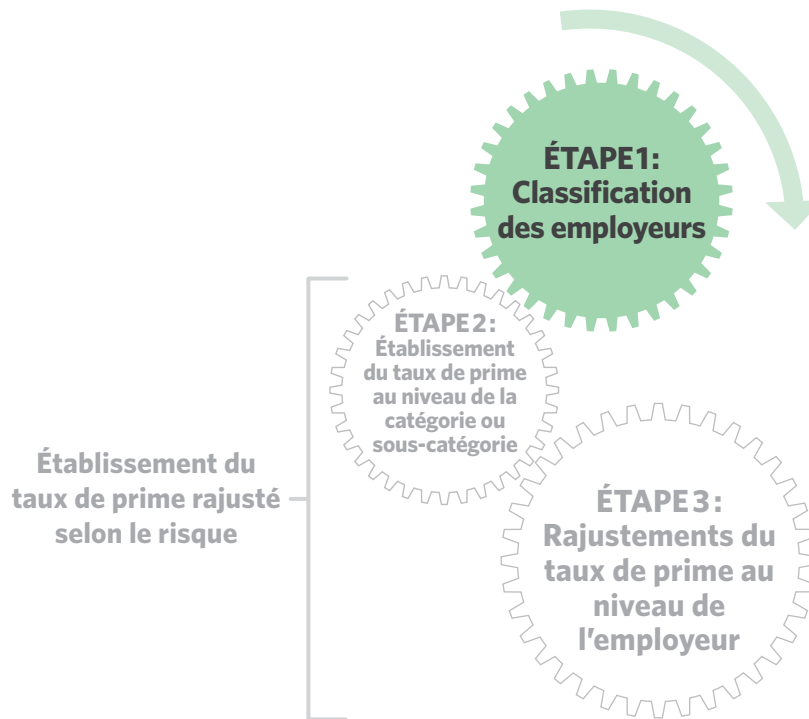 ÉTAPE 1:
Classification
des employeurs
ÉTAPE 2:
Établissement
du taux de prime
au niveau de la
catégorie ou
sous-catégorie
Établissement du
taux de prime rajusté
selon le risque
ÉTAPE 3:
Rajustements du
taux de prime au
niveau de
l'employeur